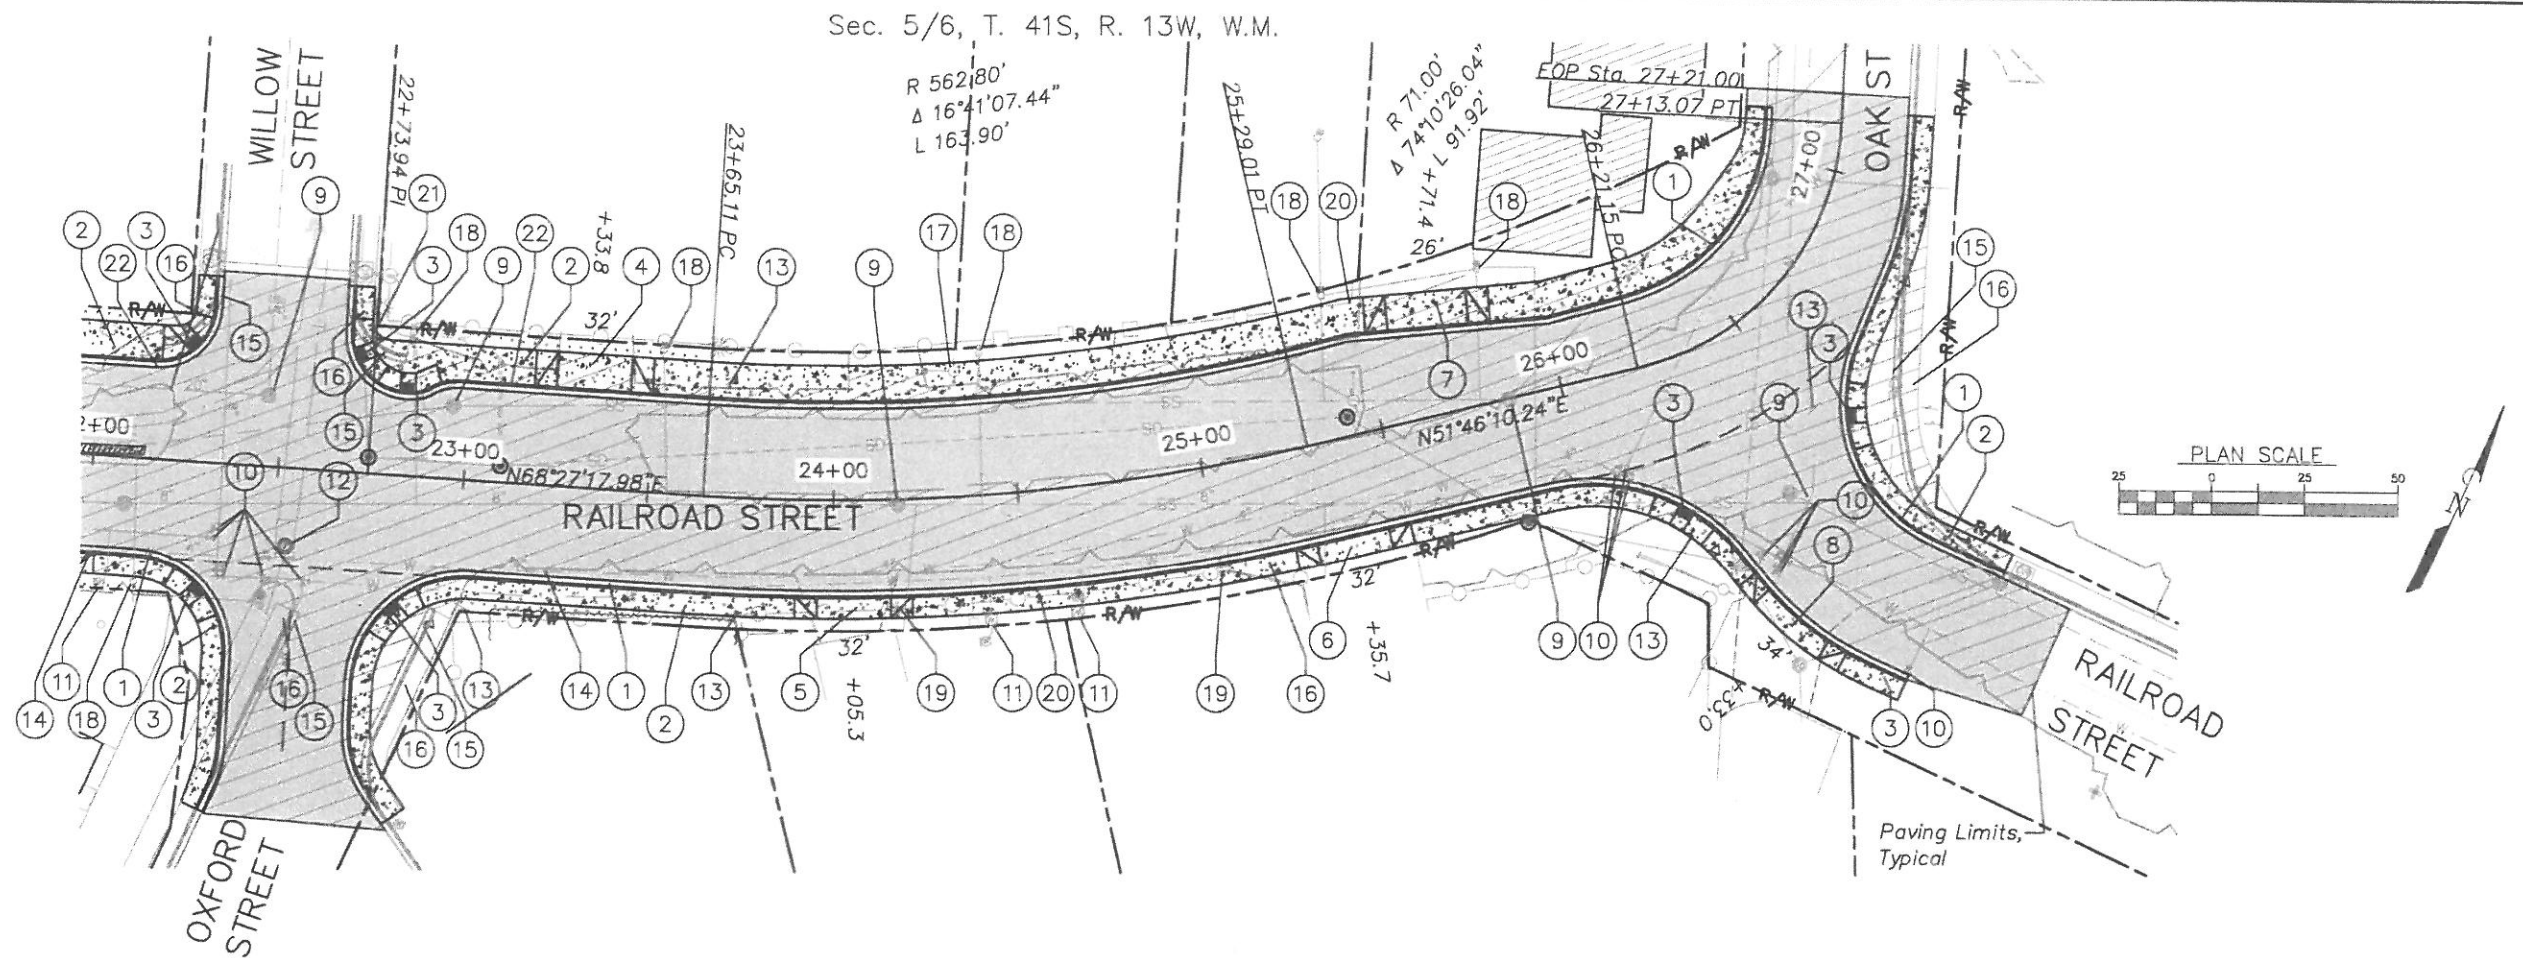 Sec. 5/6, T. 41S, R. 13W, W.M.
WILLOW
STREET
22+73.94 PI
R 562.80'
Δ 16°41'07.44"
L 163.90'
23+65.11 PC
25+29.01 PT
R 71.00'
Δ 74°10'26.04"
L 91.92'
+71.4
26'
EOP Sta. 27+21.00
27+13.07 PT
26+21.15 PC
27+00
OAK ST
R/W
R/W
9
21
2
3
16
22
R/W
15
18
3
9
22
2
+33.8
4
18
13
9
17
18
18
20
18
1
R/W
R/W
32'
R/W
16
15
3
15
16
13
3
1
2
R/W
R/W
7
26+00
3
9
10
8
2+00
10
12
23+00
N68°27'17.98"E
24+00
25+00
N51°46'10.24"E
RAILROAD STREET
PLAN SCALE
25 0 25 50
N
R/W
32'
R/W
32'
R/W
34'
R/W
14
11
18
1
3
2
16
15
16
3
15
13
14
1
2
13
5
+05.3
19
11
20
11
19
16
6
+35.7
9
10
13
+33.0
3
10
RAILROAD
STREET
OXFORD
STREET
Paving Limits,
Typical